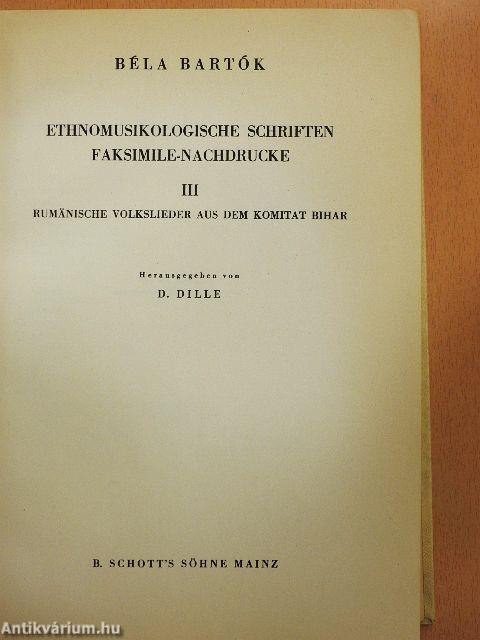 BÉLA BARTÓK
ETHNOMUSIKOLOGISCHE SCHRIFTEN
FAKSIMILE-NACHDRUCKE
III
RUMÄNISCHE VOLKSLIEDER AUS DEM KOMITAT BIHAR
Herausgegeben von
D. DILLE
B. SCHOTT'S SÖHNE MAINZ
Antikvárium.hu